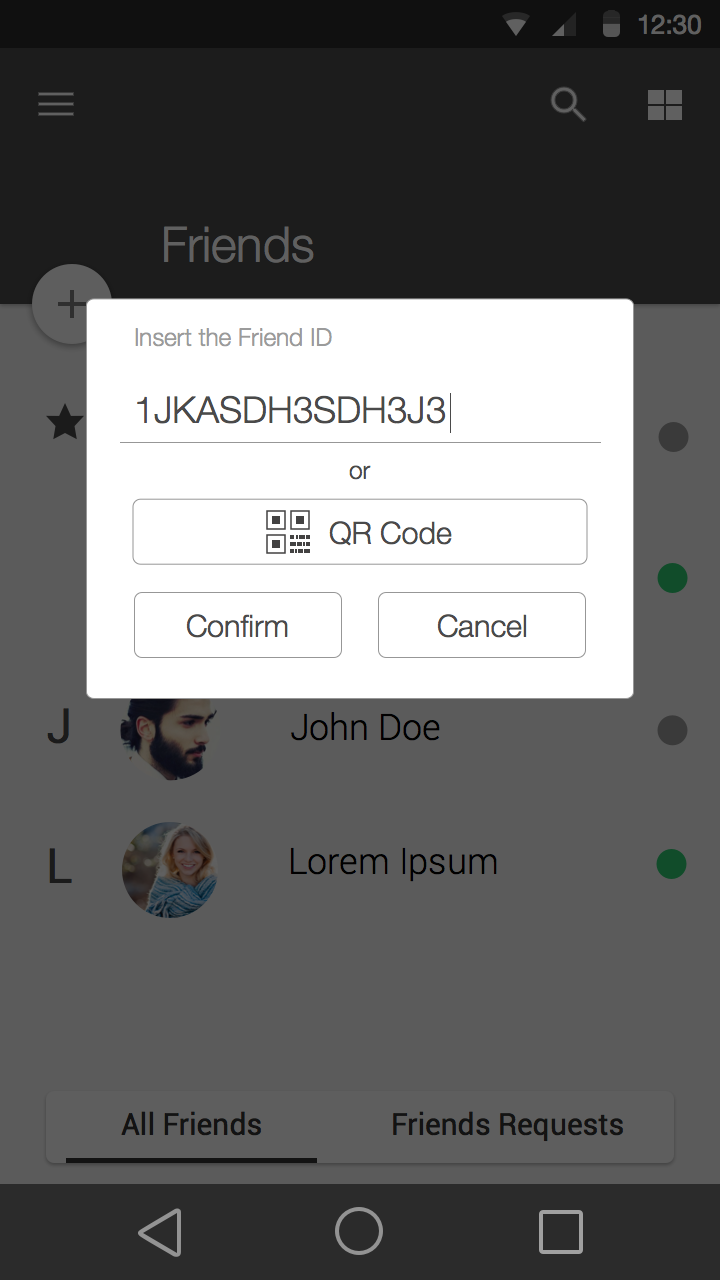 12:30
Friends
Insert the Friend ID
1JKASDH3SDH3J3
or
QR Code
Confirm Cancel
J John Doe
L Lorem Ipsum
All Friends Friends Requests